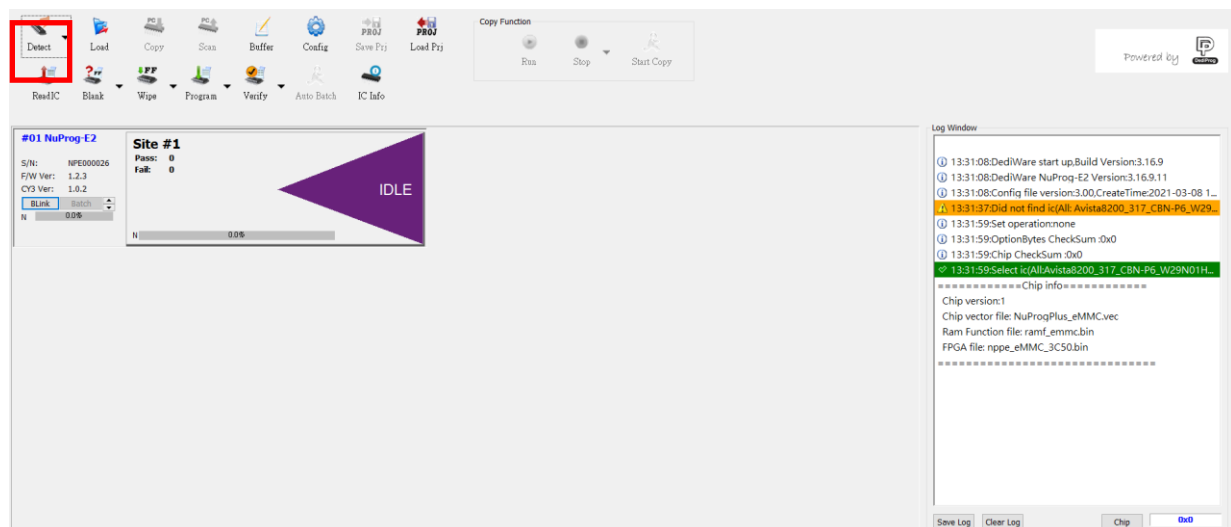 Detect Load Copy Scan Buffer Config Save Prj Load Prj
PROJ PROJ
Copy Function
Run Stop Start Copy
ReadIC Blank Wipe Program Verify Auto Batch IC Info
Powered by DediProg
#01 NuProg-E2
S/N: NPE000026
F/W Ver: 1.2.3
CY3 Ver: 1.0.2
BLink Batch
N 0.0%
Site #1
Pass: 0
Fail: 0
IDLE
N 0.0%
Log Window
13:31:08:DediWare start up,Build Version:3.16.9
13:31:08:DediWare NuProg-E2 Version:3.16.9.11
13:31:08:Config file version:3.00,CreateTime:2021-03-08 1...
13:31:37:Did not find ic(All: Avista8200_317_CBN-P6_W29...
13:31:59:Set operation:none
13:31:59:OptionBytes CheckSum :0x0
13:31:59:Chip CheckSum :0x0
13:31:59:Select ic(All:Avista8200_317_CBN-P6_W29N01H...
============Chip info============
Chip version:1
Chip vector file: NuProgPlus_eMMC.vec
Ram Function file: ramf_emmc.bin
FPGA file: nppe_eMMC_3C50.bin
===============================
Save Log Clear Log Chip 0x0